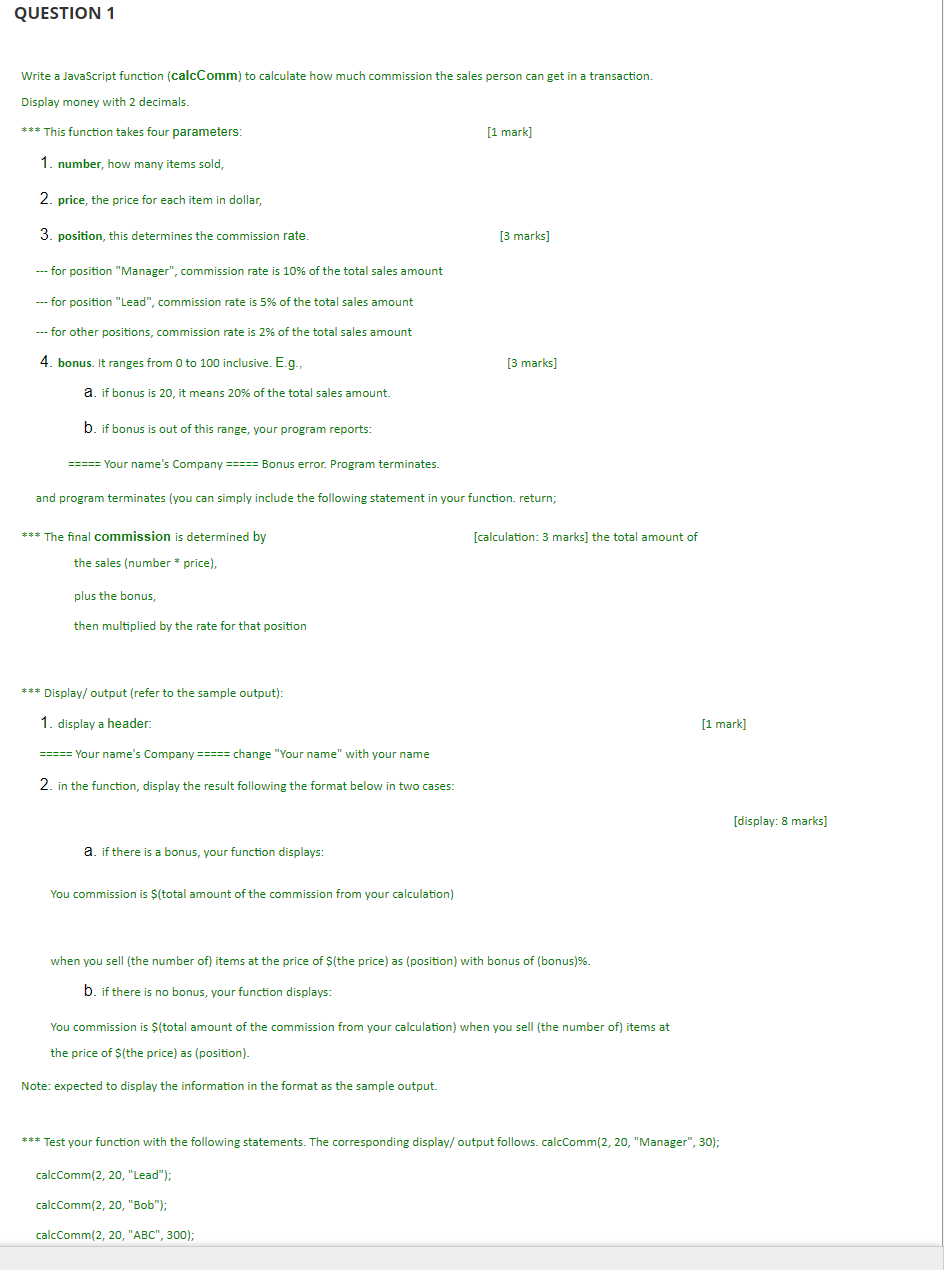 QUESTION 1
Write a JavaScript function (calcComm) to calculate how much commission the sales person can get in a transaction.
Display money with 2 decimals.
*** This function takes four parameters: [1 mark]
1. number, how many items sold,
2. price, the price for each item in dollar,
3. position, this determines the commission rate. [3 marks]
--- for position "Manager", commission rate is 10% of the total sales amount
--- for position "Lead", commission rate is 5% of the total sales amount
--- for other positions, commission rate is 2% of the total sales amount
4. bonus. It ranges from 0 to 100 inclusive. E.g., [3 marks]
a. if bonus is 20, it means 20% of the total sales amount.
b. if bonus is out of this range, your program reports:
===== Your name's Company ===== Bonus error. Program terminates.
and program terminates (you can simply include the following statement in your function. return;
*** The final commission is determined by [calculation: 3 marks] the total amount of
the sales (number * price),
plus the bonus,
then multiplied by the rate for that position
*** Display/ output (refer to the sample output):
1. display a header: [1 mark]
===== Your name's Company ===== change "Your name" with your name
2. in the function, display the result following the format below in two cases:
[display: 8 marks]
a. if there is a bonus, your function displays:
You commission is $(total amount of the commission from your calculation)
when you sell (the number of) items at the price of $(the price) as (position) with bonus of (bonus)%.
b. if there is no bonus, your function displays:
You commission is $(total amount of the commission from your calculation) when you sell (the number of) items at
the price of $(the price) as (position).
Note: expected to display the information in the format as the sample output.
*** Test your function with the following statements. The corresponding display/ output follows. calcComm(2, 20, "Manager", 30);
calcComm(2, 20, "Lead");
calcComm(2, 20, "Bob");
calcComm(2, 20, "ABC", 300);